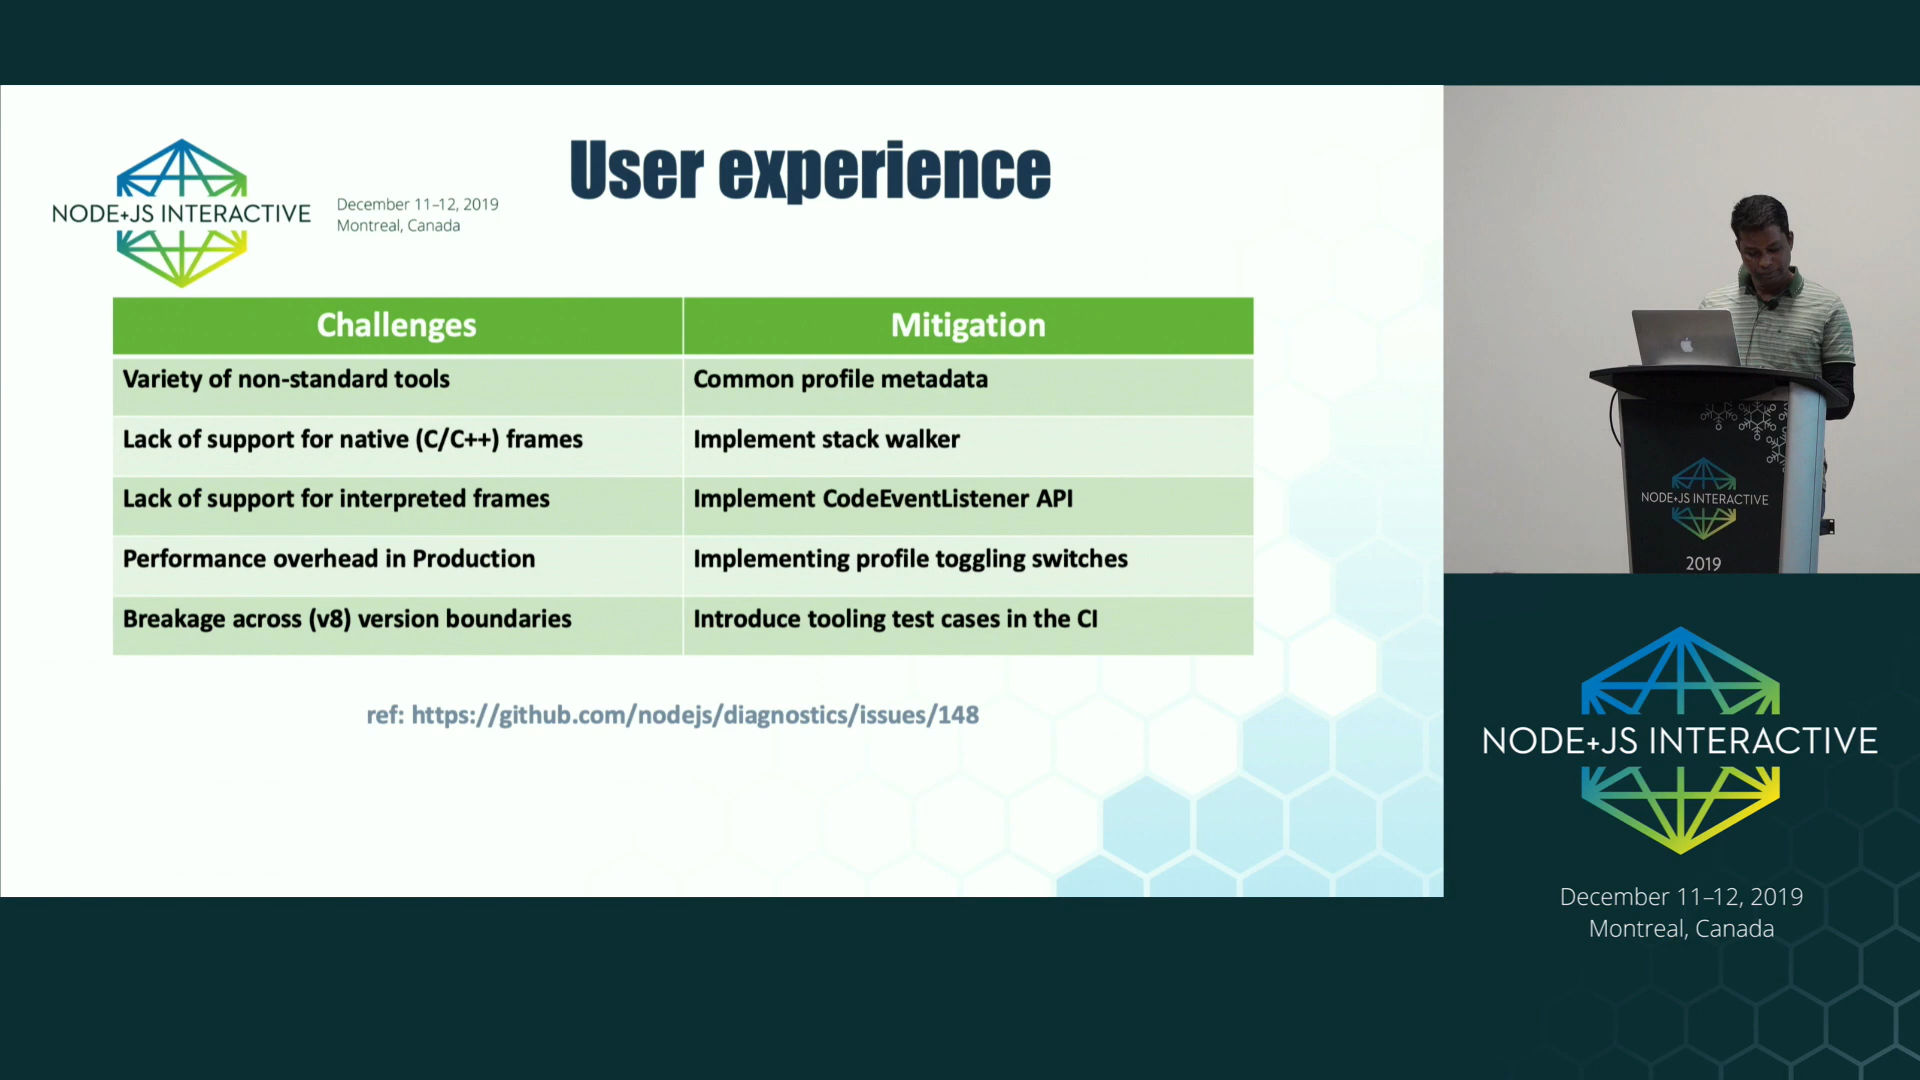 User experience
NODE+JS INTERACTIVE
December 11–12, 2019
Montreal, Canada
Challenges
Mitigation
Variety of non-standard tools
Common profile metadata
Lack of support for native (C/C++) frames
Implement stack walker
Lack of support for interpreted frames
Implement CodeEventListener API
Performance overhead in Production
Implementing profile toggling switches
Breakage across (v8) version boundaries
Introduce tooling test cases in the CI
ref: https://github.com/nodejs/diagnostics/issues/148
NODE+JS INTERACTIVE
2019
NODE+JS INTERACTIVE
December 11–12, 2019
Montreal, Canada